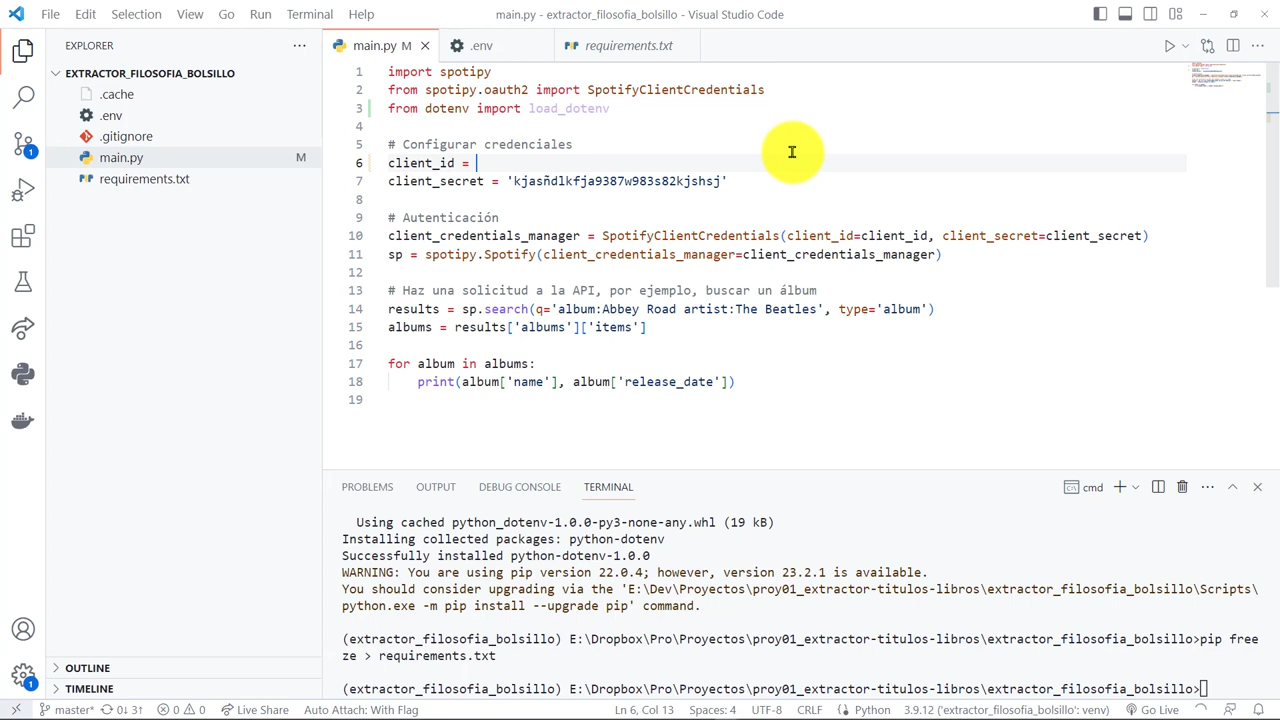 File Edit Selection View Go Run Terminal Help
main.py - extractor_filosofia_bolsillo - Visual Studio Code
EXPLORER
main.py M
.env
requirements.txt
EXTRACTOR_FILOSOFIA_BOLSILLO
.cache
.env
.gitignore
main.py M
requirements.txt
1 import spotipy
2 from spotipy.oauth2 import SpotifyClientCredentials
3 from dotenv import load_dotenv
4
5 # Configurar credenciales
6 client_id =
7 client_secret = 'kjasñdlkfja9387w983s82kjshsj'
8
9 # Autenticación
10 client_credentials_manager = SpotifyClientCredentials(client_id=client_id, client_secret=client_secret)
11 sp = spotipy.Spotify(client_credentials_manager=client_credentials_manager)
12
13 # Haz una solicitud a la API, por ejemplo, buscar un álbum
14 results = sp.search(q='album:Abbey Road artist:The Beatles', type='album')
15 albums = results['albums']['items']
16
17 for album in albums:
18 print(album['name'], album['release_date'])
19
PROBLEMS OUTPUT DEBUG CONSOLE TERMINAL
cmd
Using cached python_dotenv-1.0.0-py3-none-any.whl (19 kB)
Installing collected packages: python-dotenv
Successfully installed python-dotenv-1.0.0
WARNING: You are using pip version 22.0.4; however, version 23.2.1 is available.
You should consider upgrading via the 'E:\Dev\Proyectos\proy01_extractor-titulos-libros\extractor_filosofia_bolsillo\Scripts\
python.exe -m pip install --upgrade pip' command.
(extractor_filosofia_bolsillo) E:\Dropbox\Pro\Proyectos\proy01_extractor-titulos-libros\extractor_filosofia_bolsillo>pip free
ze > requirements.txt
(extractor_filosofia_bolsillo) E:\Dropbox\Pro\Proyectos\proy01_extractor-titulos-libros\extractor_filosofia_bolsillo>
1
1
OUTLINE
TIMELINE
master* 0↓ 3↑ 0 0 Live Share Auto Attach: With Flag Ln 6, Col 13 Spaces: 4 UTF-8 CRLF Python 3.9.12 ('extractor_filosofia_bolsillo': venv) Go Live